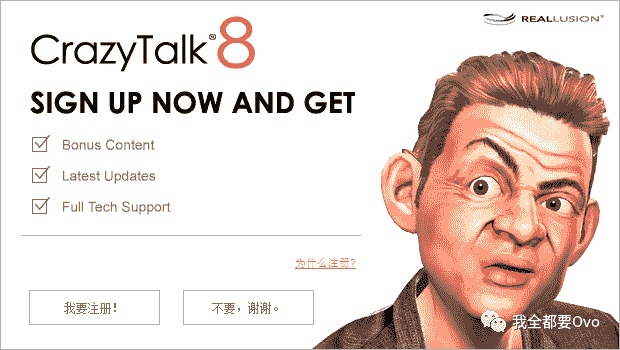 REALLUSION®
CrazyTalk®8
SIGN UP NOW AND GET
Bonus Content
Latest Updates
Full Tech Support
为什么注册?
我要注册!
不要，谢谢。
我全都要Ovo